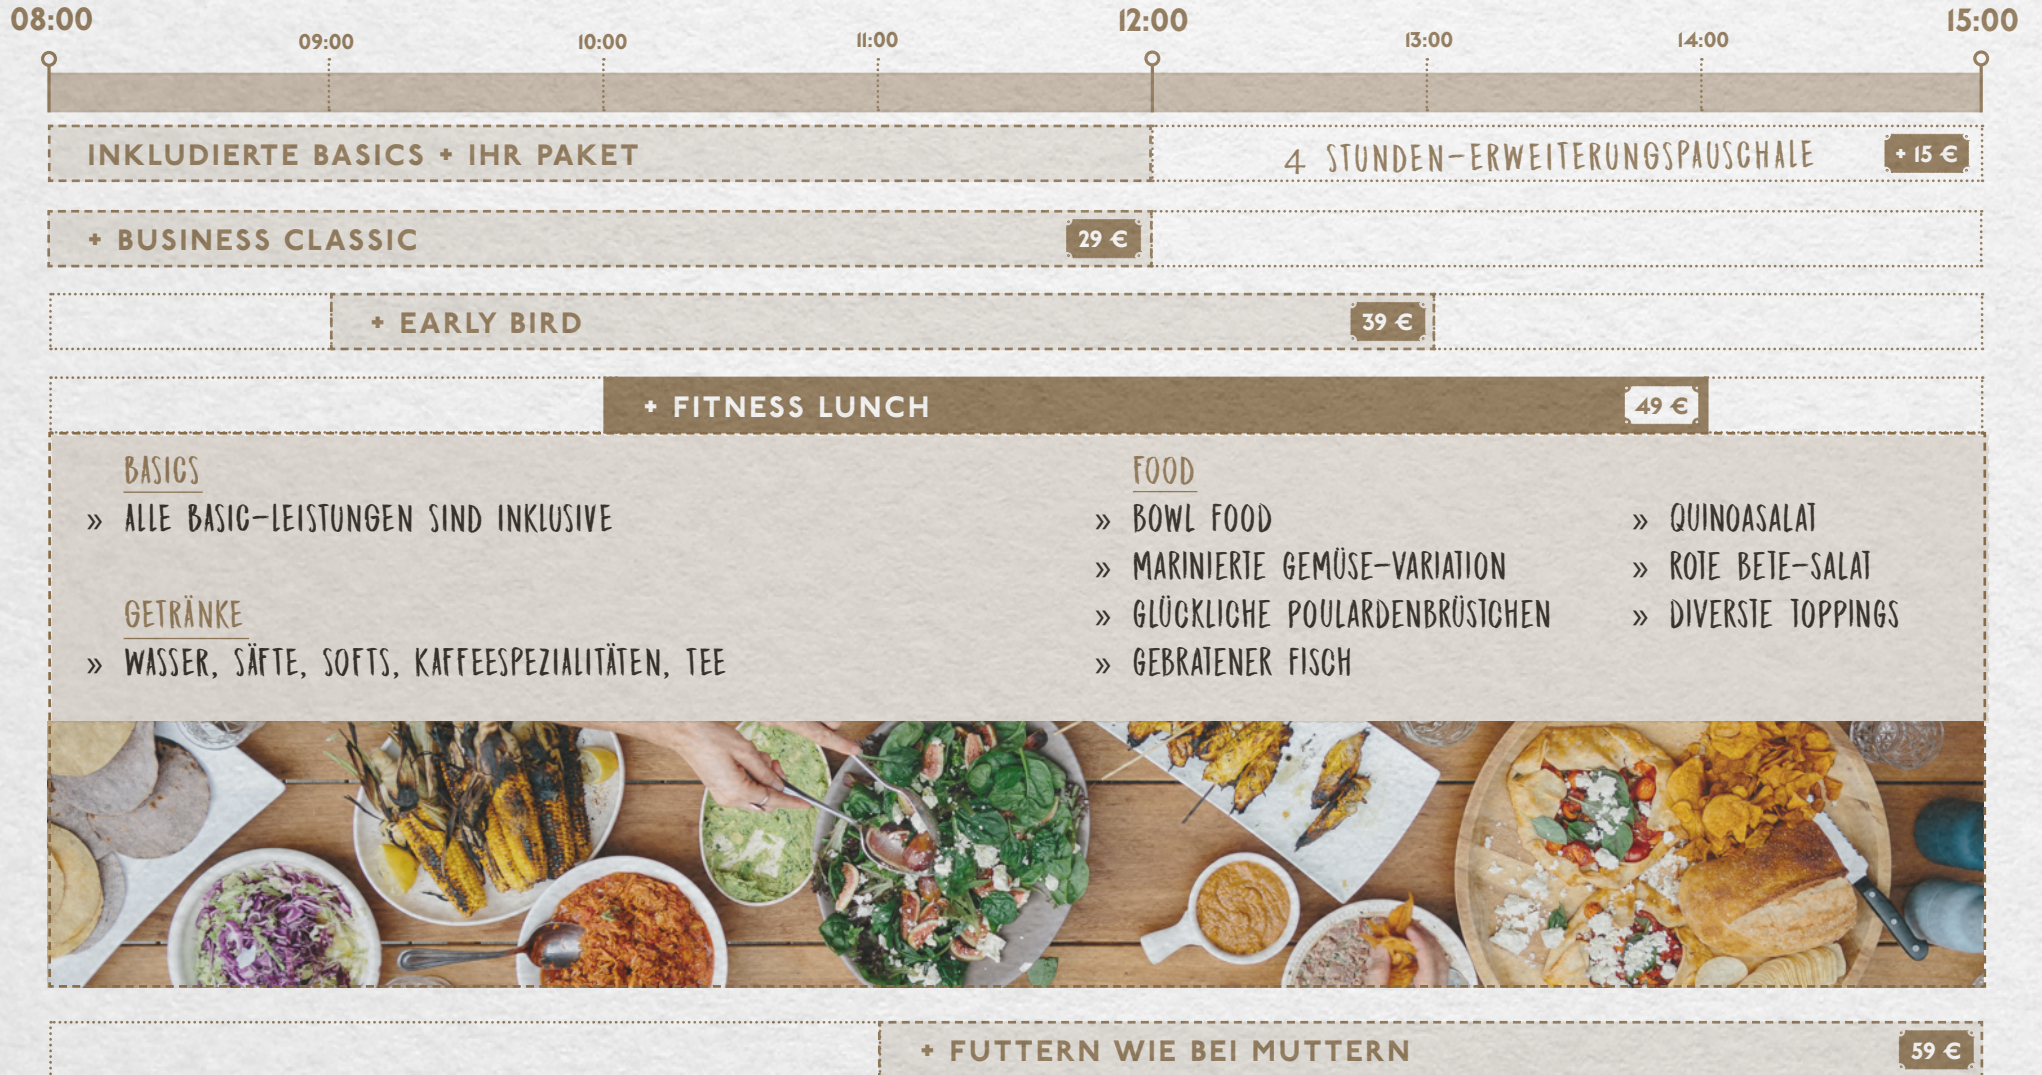 08:00
09:00
10:00
11:00
12:00
13:00
14:00
15:00
INKLUDIERTE BASICS + IHR PAKET
4 STUNDEN-ERWEITERUNGSPAUSCHALE
+ 15 €
+ BUSINESS CLASSIC
29 €
+ EARLY BIRD
39 €
+ FITNESS LUNCH
49 €
BASICS
» ALLE BASIC-LEISTUNGEN SIND INKLUSIVE
GETRÄNKE
» WASSER, SÄFTE, SOFTS, KAFFEESPEZIALITÄTEN, TEE
FOOD
» BOWL FOOD
» MARINIERTE GEMÜSE-VARIATION
» GLÜCKLICHE POULARDENBRÜSTCHEN
» GEBRATENER FISCH
» QUINOASALAT
» ROTE BETE-SALAT
» DIVERSTE TOPPINGS
+ FUTTERN WIE BEI MUTTERN
59 €